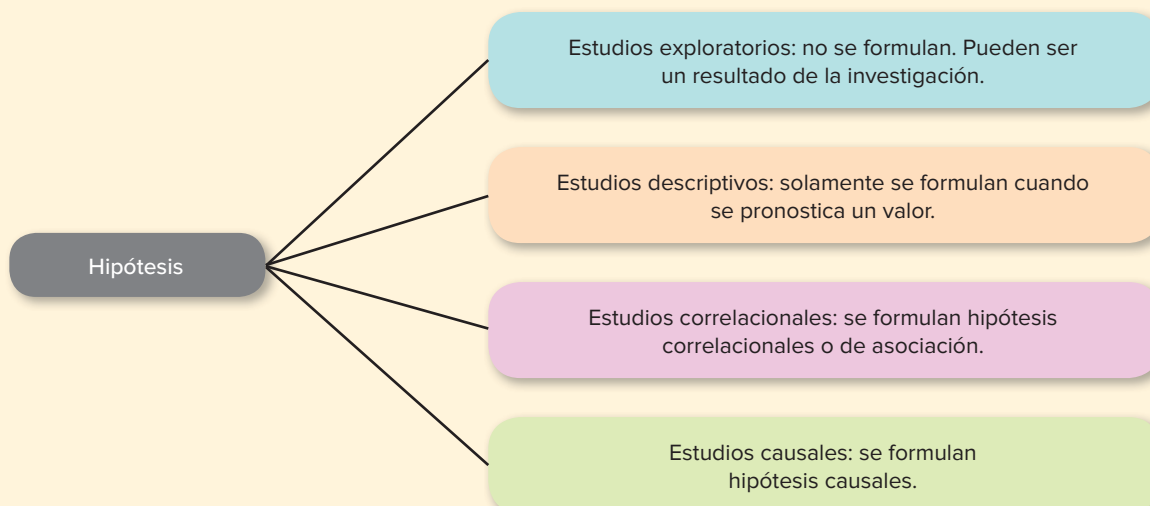 Estudios exploratorios: no se formulan. Pueden ser
un resultado de la investigación.
Estudios descriptivos: solamente se formulan cuando
se pronostica un valor.
Hipótesis
Estudios correlacionales: se formulan hipótesis
correlacionales o de asociación.
Estudios causales: se formulan
hipótesis causales.